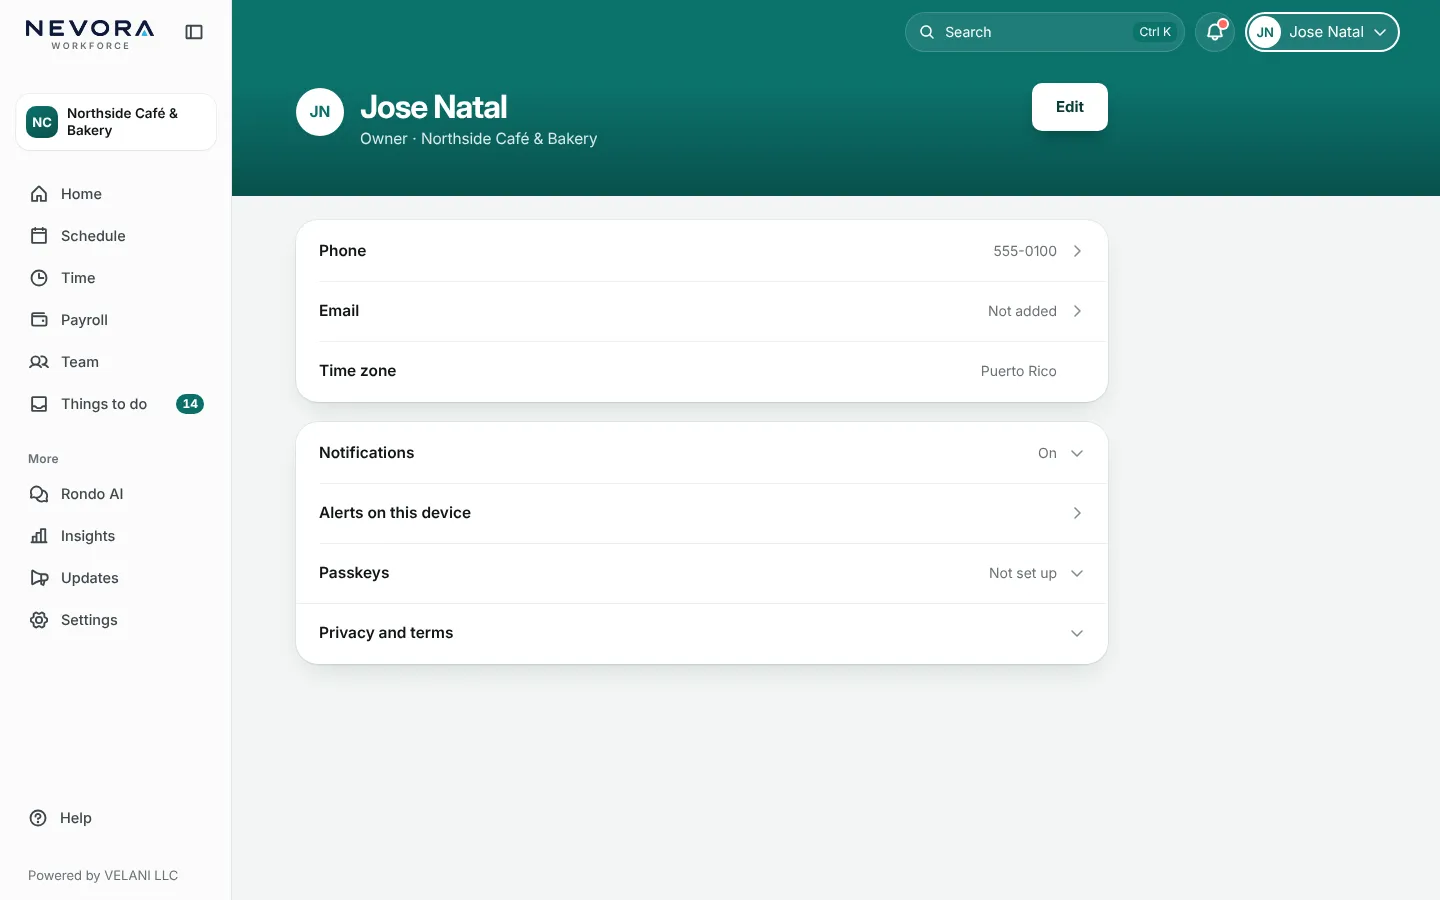 NEVORA
WORKFORCE
Northside Café &
Bakery
NC
Home
Schedule
Time
Payroll
Team
Things to do 14
More
Rondo AI
Insights
Updates
Settings
Help
Powered by VELANI LLC
Search Ctrl K
JN Jose Natal
JN
Jose Natal
Owner · Northside Café & Bakery
Edit
Phone 555-0100
Email Not added
Time zone Puerto Rico
Notifications On
Alerts on this device
Passkeys Not set up
Privacy and terms